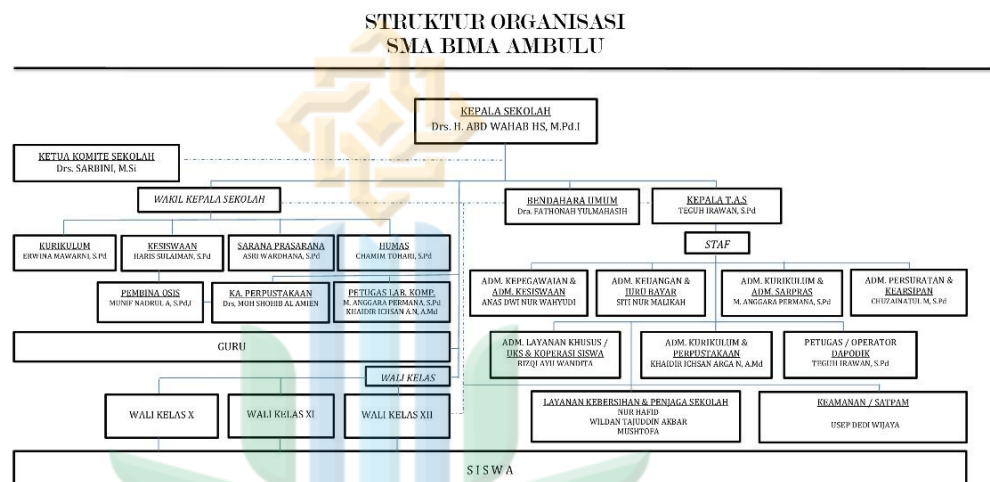 STRUKTUR ORGANISASI
SMA BIMA AMBULU
KEPALA SEKOLAH
Drs. H. ABD WAHAB HS, M.Pd.I
KETUA KOMITE SEKOLAH
Drs. SARBINI, M.Si
WAKIL KEPALA SEKOLAH
BENDAHARA UMUM
Dra. FATHONAH YULMAHASIH
KEPALA T.A.S
TEGUH IRAWAN, S.Pd
STAF
KURIKULUM
ERWINA MAWARNI, S.Pd
KESISWAAN
HARIS SULAIMAN, S.Pd
SARANA PRASARANA
ASRI WARDHANA, S.Pd
HUMAS
CHAMIM TOHARI, S.Pd
PEMBINA OSIS
MUNIF NADRUL A, S.Pd,I
KA. PERPUSTAKAAN
Drs, MOH SHOHIB AL AMIEN
PETUGAS LAB. KOMP.
M. ANGGARA PERMANA, S.Pd
KHAIDIR ICHSAN A.N, A.Md
ADM. KEPEGAWAIAN &
ADM. KESISWAAN
ANAS DWI NUR WAHYUDI
ADM. KEUANGAN &
JURU BAYAR
SITI NUR MALIKAH
ADM. KURIKULUM &
ADM. SARPRAS
M. ANGGARA PERMANA, S.Pd
ADM. PERSURATAN &
KEARSIPAN
CHUZAINATUL M, S.Pd
ADM. LAYANAN KHUSUS /
UKS & KOPERASI SISWA
RIZQI AYU WANDITA
ADM. KURIKULUM &
PERPUSTAKAAN
KHAIDIR ICHSAN ARGA N, A.Md
PETUGAS / OPERATOR
DAPODIK
TEGUH IRAWAN, S.Pd
GURU
WALI KELAS
WALI KELAS X
WALI KELAS XI
WALI KELAS XII
LAYANAN KEBERSIHAN & PENJAGA SEKOLAH
NUR HAFID
WILDAN TAJUDDIN AKBAR
MUSHTOFA
KEAMANAN / SATPAM
USEP DEDI WIJAYA
SISWA